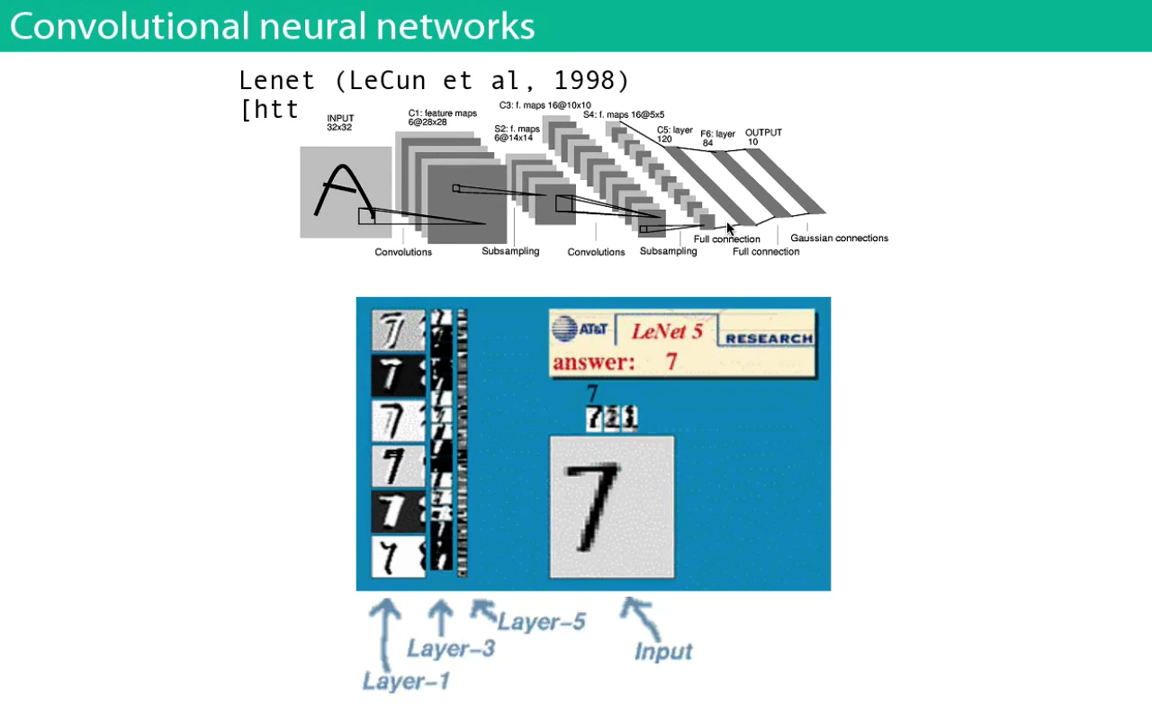 Convolutional neural networks
Lenet (LeCun et al, 1998)
[htt
INPUT
32x32
C1: feature maps
6@28x28
S2: f. maps
6@14x14
C3: f. maps 16@10x10
S4: f. maps 16@5x5
C5: layer
120
F6: layer
84
OUTPUT
10
A
Convolutions
Subsampling
Convolutions
Subsampling
Full connection
Full connection
Gaussian connections
AT&T
LeNet 5
RESEARCH
answer: 7
7
721
7
Layer-5
Layer-3
Input
Layer-1